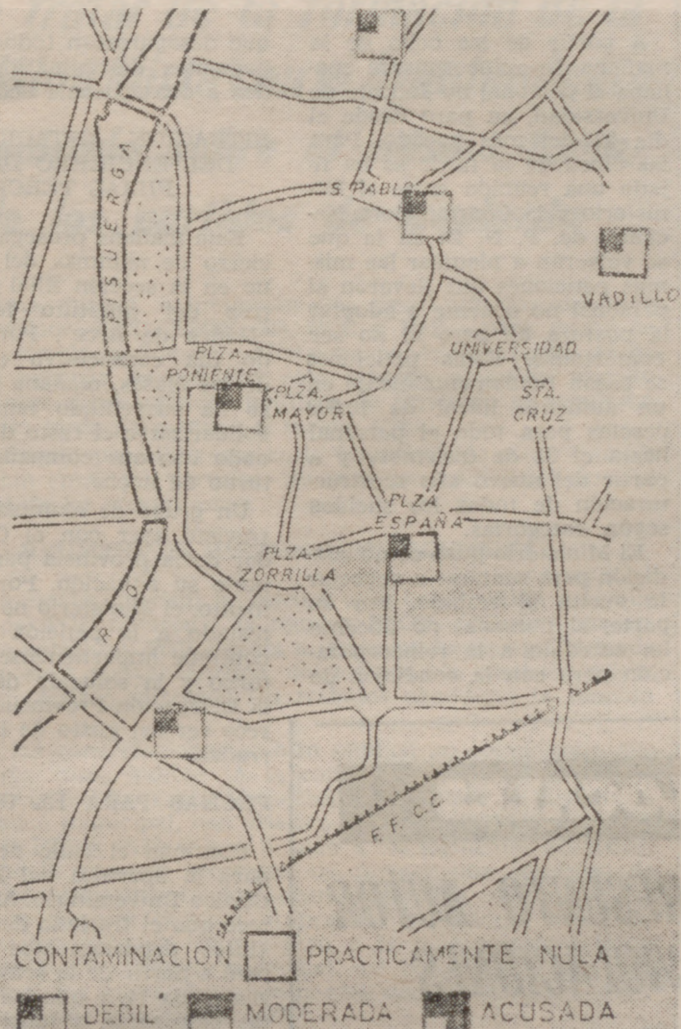 PISUERGA
S. PABLO
VADILLO
UNIVERSIDAD
PLZA.
PONIENTE
PLZA.
MAYOR
STA.
CRUZ
PLZA.
ESPAÑA
PLZA.
ZORRILLA
RIO
F.F. C.C.
CONTAMINACION PRACTICAMENTE NULA
DEBIL MODERADA ACUSADA